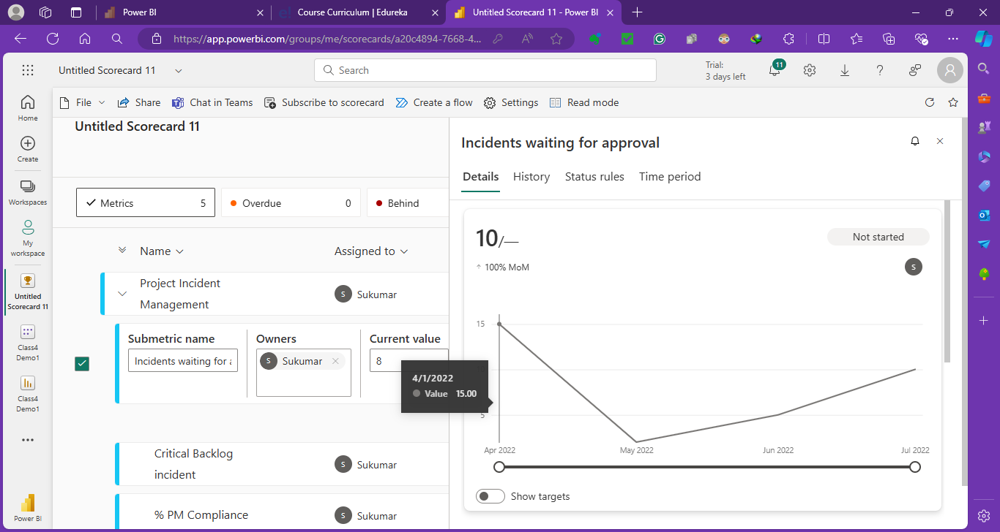 Power BI
Course Curriculum | Edureka
Untitled Scorecard 11 - Power BI
https://app.powerbi.com/groups/me/scorecards/a20c4894-7668-4...
Untitled Scorecard 11
Search
Trial:
3 days left
11
File
Share
Chat in Teams
Subscribe to scorecard
Create a flow
Settings
Read mode
Home
Create
Workspaces
My
workspace
Untitled
Scorecard 11
Class4
Demo1
Class4
Demo1
Power BI
Untitled Scorecard 11
Metrics 5
Overdue 0
Behind
Name
Assigned to
Project Incident
Management
S Sukumar
Submetric name
Owners
Current value
Incidents waiting for a
S Sukumar
8
Critical Backlog
incident
S Sukumar
% PM Compliance
S Sukumar
Incidents waiting for approval
Details
History
Status rules
Time period
10/—
Not started
↑ 100% MoM
S
15
5
4/1/2022
Value 15.00
Apr 2022
May 2022
Jun 2022
Jul 2022
Show targets